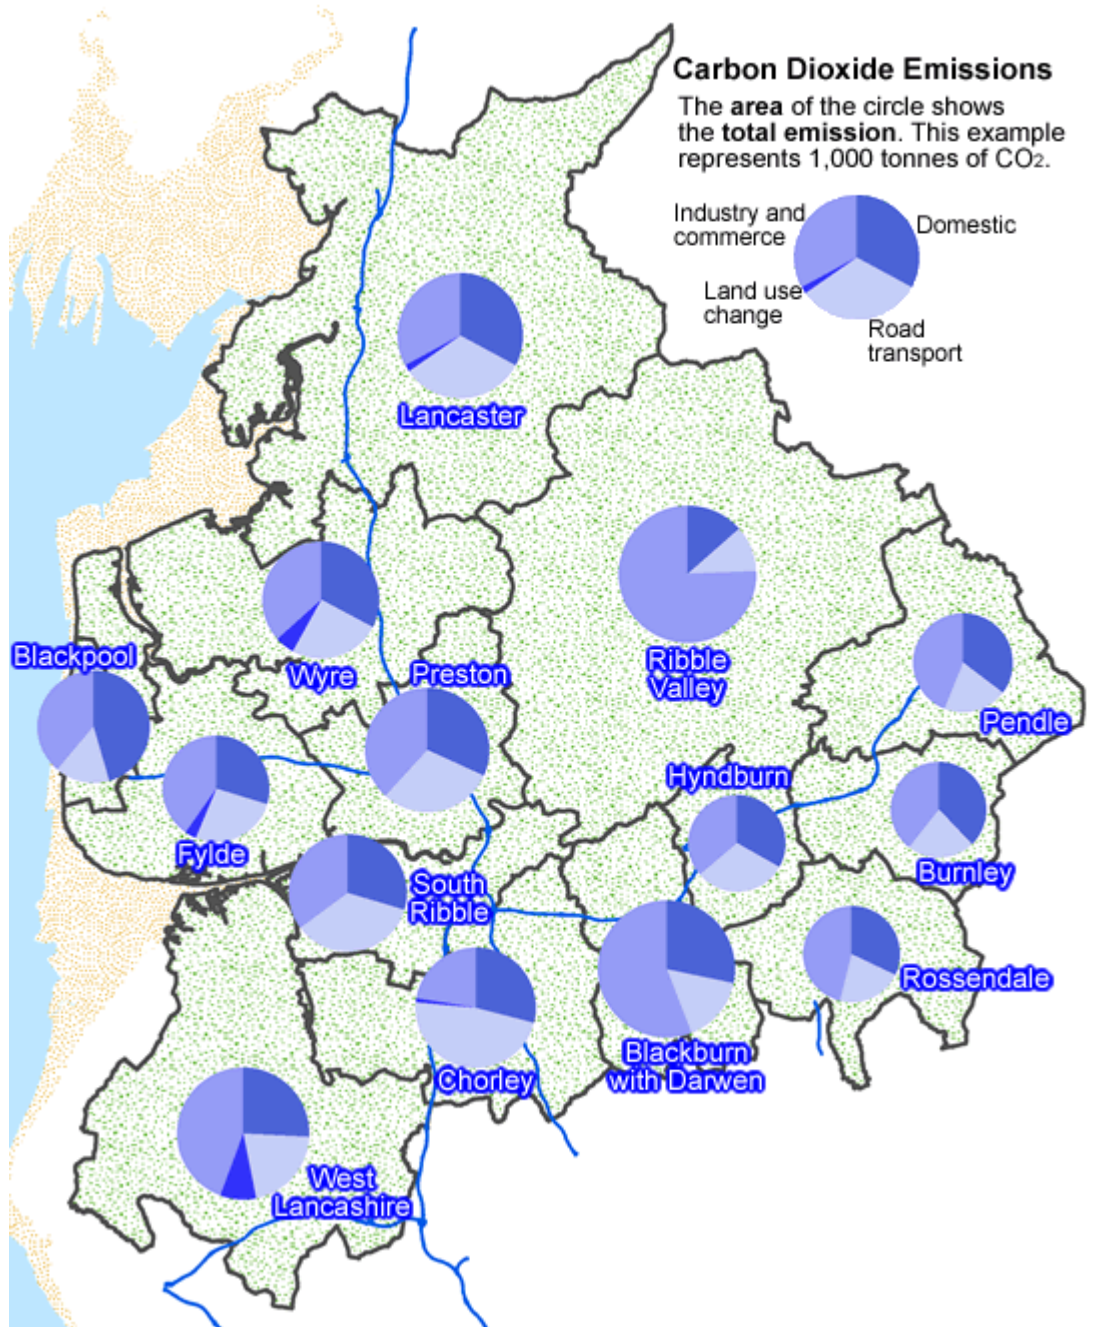 Carbon Dioxide Emissions
The area of the circle shows
the total emission. This example
represents 1,000 tonnes of CO2.
Industry and
commerce
Domestic
Land use
change
Road
transport
Lancaster
Ribble
Valley
Blackpool
Wyre
Preston
Pendle
Hyndburn
Fylde
Burnley
South
Ribble
Rossendale
Chorley
Blackburn
with Darwen
West
Lancashire